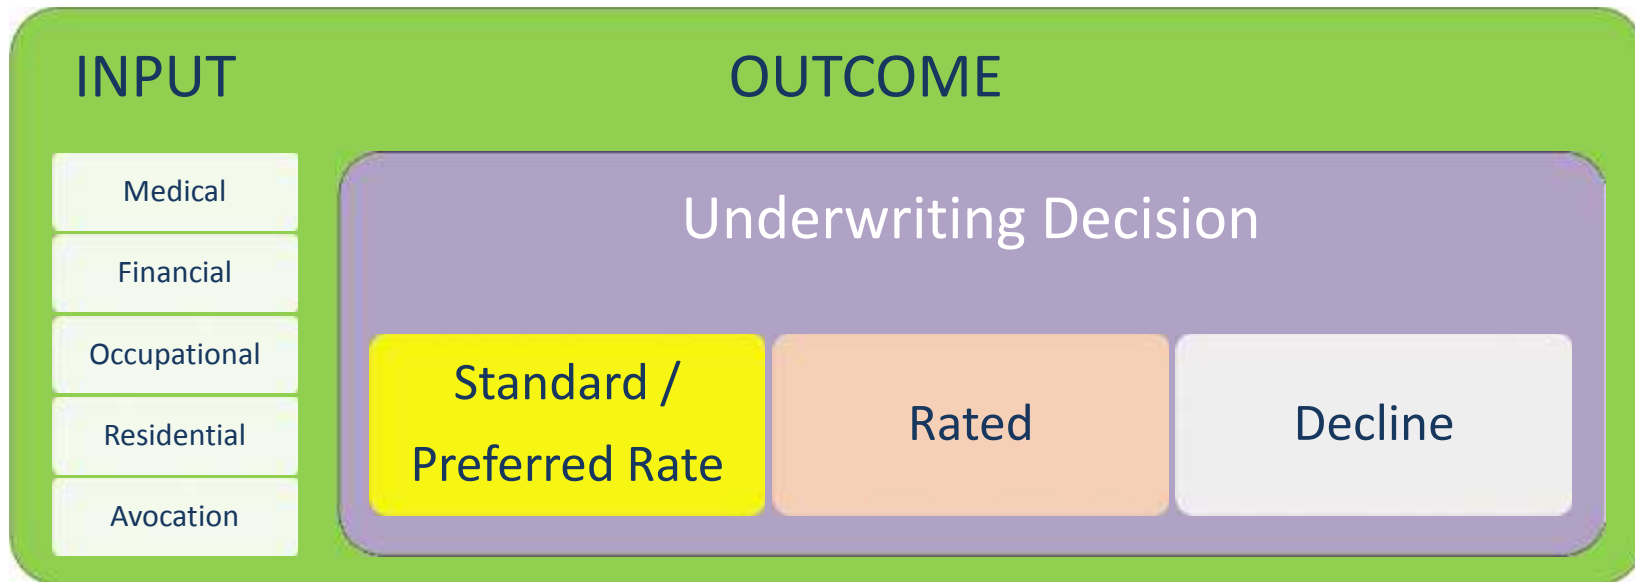 INPUT
OUTCOME
Medical
Financial
Occupational
Residential
Avocation
Underwriting Decision
Standard /
Preferred Rate
Rated
Decline